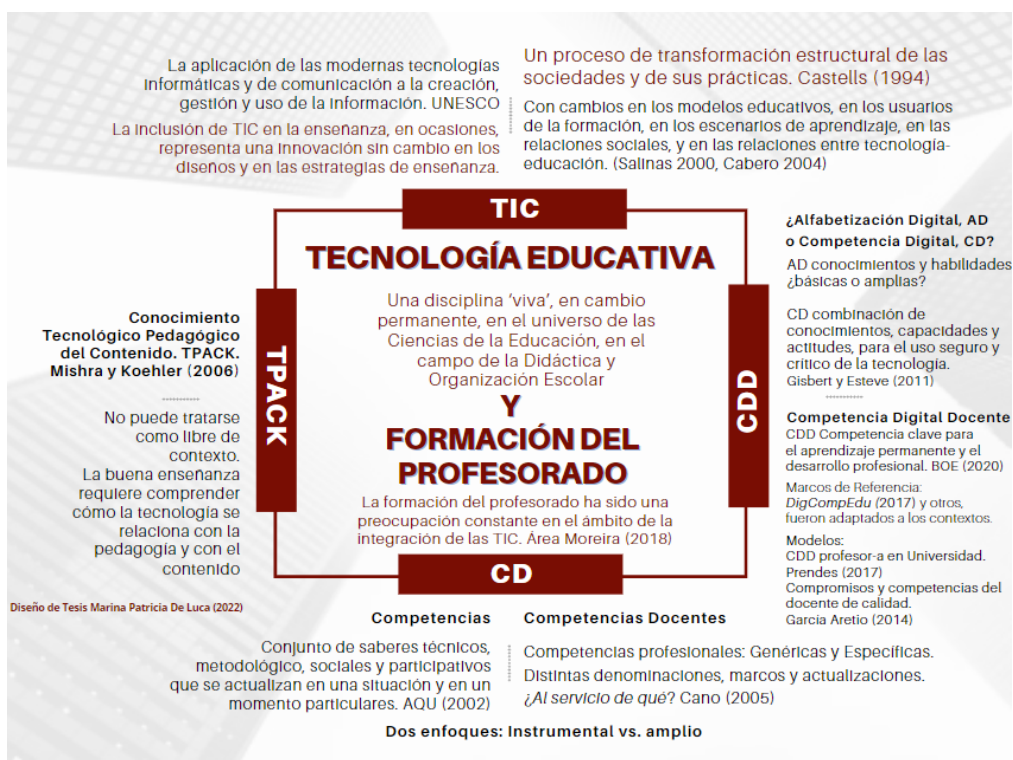 La aplicación de las modernas tecnologías
informáticas y de comunicación a la creación,
gestión y uso de la información. UNESCO
La inclusión de TIC en la enseñanza, en ocasiones,
representa una innovación sin cambio en los
diseños y en las estrategias de enseñanza.
Un proceso de transformación estructural de las
sociedades y de sus prácticas. Castells (1994)
Con cambios en los modelos educativos, en los usuarios
de la formación, en los escenarios de aprendizaje, en las
relaciones sociales, y en las relaciones entre tecnología-
educación. (Salinas 2000, Cabero 2004)
TIC
TECNOLOGÍA EDUCATIVA
Una disciplina ‘viva’, en cambio
permanente, en el universo de las
Ciencias de la Educación, en el
campo de la Didáctica y
Organización Escolar
Y
FORMACIÓN DEL
PROFESORADO
La formación del profesorado ha sido una
preocupación constante en el ámbito de la
integración de las TIC. Área Moreira (2018)
TPACK
Conocimiento
Tecnológico Pedagógico
del Contenido. TPACK.
Mishra y Koehler (2006)
No puede tratarse
como libre de
contexto.
La buena enseñanza
requiere comprender
cómo la tecnología se
relaciona con la
pedagogía y con el
contenido
Diseño de Tesis Marina Patricia De Luca (2022)
CDD
¿Alfabetización Digital, AD
o Competencia Digital, CD?
AD conocimientos y habilidades
¿básicas o amplias?
CD combinación de
conocimientos, capacidades y
actitudes, para el uso seguro y
crítico de la tecnología.
Gisbert y Esteve (2011)
Competencia Digital Docente
CDD Competencia clave para
el aprendizaje permanente y el
desarrollo profesional. BOE (2020)
Marcos de Referencia:
DigCompEdu (2017) y otros,
fueron adaptados a los contextos.
Modelos:
CDD profesor-a en Universidad.
Prendes (2017)
Compromisos y competencias del
docente de calidad.
García Aretio (2014)
CD
Competencias
Conjunto de saberes técnicos,
metodológico, sociales y participativos
que se actualizan en una situación y en un
momento particulares. AQU (2002)
Competencias Docentes
Competencias profesionales: Genéricas y Específicas.
Distintas denominaciones, marcos y actualizaciones.
¿Al servicio de qué? Cano (2005)
Dos enfoques: Instrumental vs. amplio